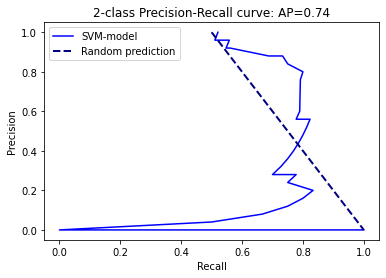 2-class Precision-Recall curve: AP=0.74
SVM-model
Random prediction
Precision
1.0
0.8
0.6
0.4
0.2
0.0
0.0 0.2 0.4 0.6 0.8 1.0
Recall